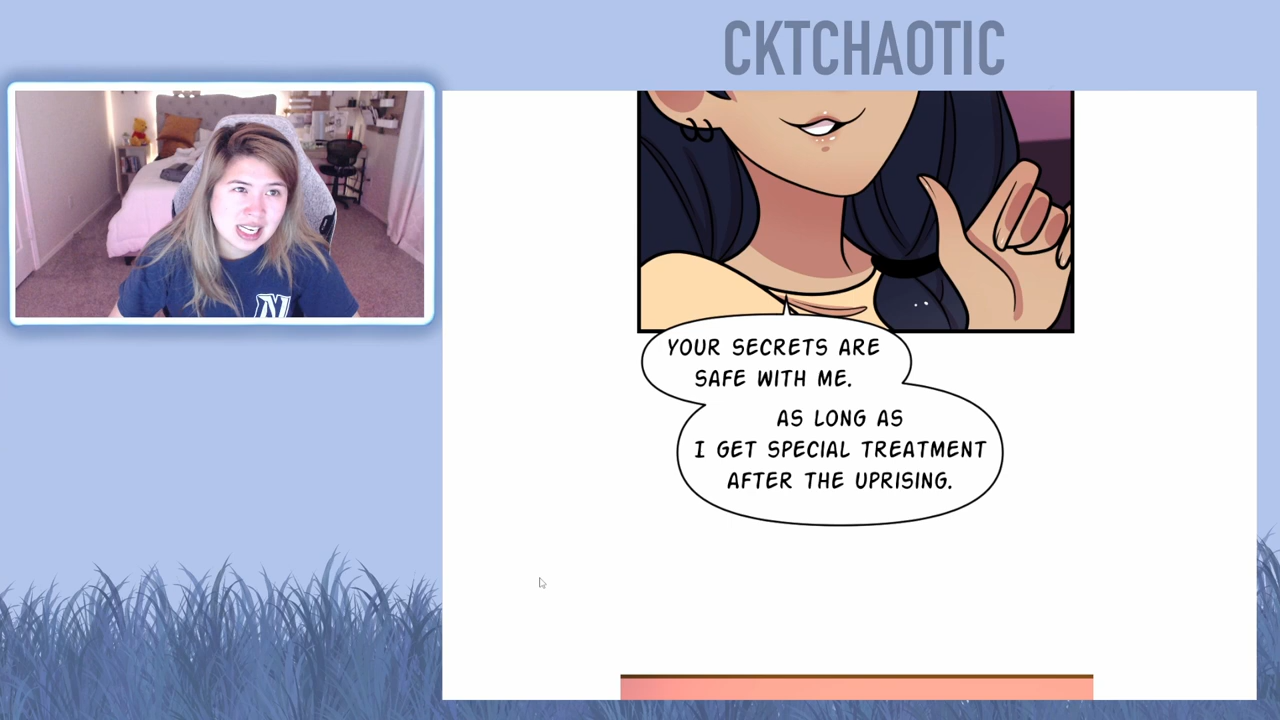 CKTCHAOTIC
YOUR SECRETS ARE
SAFE WITH ME.
AS LONG AS
I GET SPECIAL TREATMENT
AFTER THE UPRISING.
N